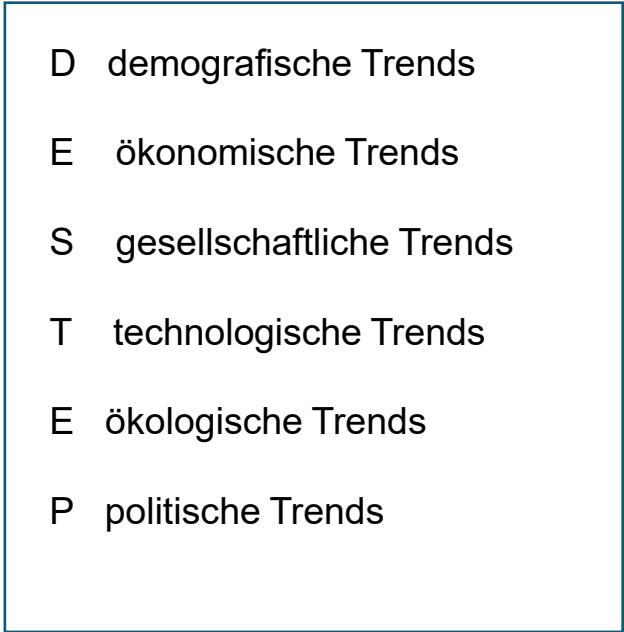 D demografische Trends
E ökonomische Trends
S gesellschaftliche Trends
T technologische Trends
E ökologische Trends
P politische Trends